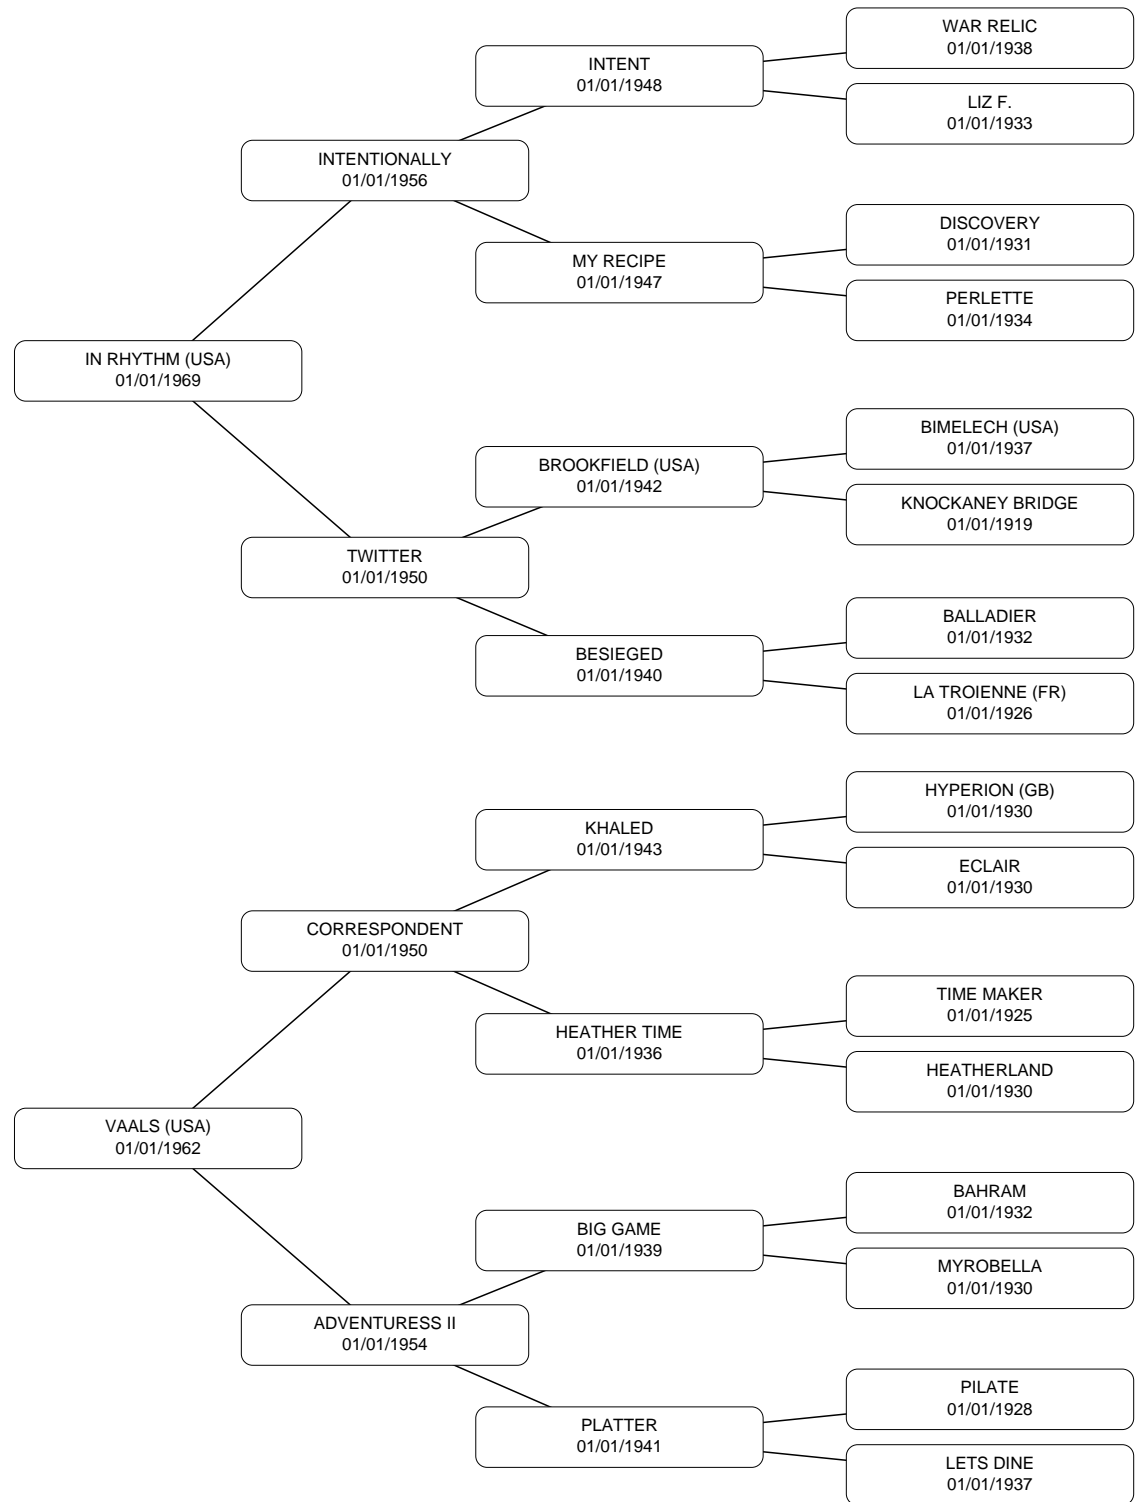 WAR RELIC
01/01/1938
INTENT
01/01/1948
LIZ F.
01/01/1933
INTENTIONALLY
01/01/1956
DISCOVERY
01/01/1931
MY RECIPE
01/01/1947
PERLETTE
01/01/1934
IN RHYTHM (USA)
01/01/1969
BIMELECH (USA)
01/01/1937
BROOKFIELD (USA)
01/01/1942
KNOCKANEY BRIDGE
01/01/1919
TWITTER
01/01/1950
BALLADIER
01/01/1932
BESIEGED
01/01/1940
LA TROIENNE (FR)
01/01/1926
HYPERION (GB)
01/01/1930
KHALED
01/01/1943
ECLAIR
01/01/1930
CORRESPONDENT
01/01/1950
TIME MAKER
01/01/1925
HEATHER TIME
01/01/1936
HEATHERLAND
01/01/1930
VAALS (USA)
01/01/1962
BAHRAM
01/01/1932
BIG GAME
01/01/1939
MYROBELLA
01/01/1930
ADVENTURESS II
01/01/1954
PILATE
01/01/1928
PLATTER
01/01/1941
LETS DINE
01/01/1937